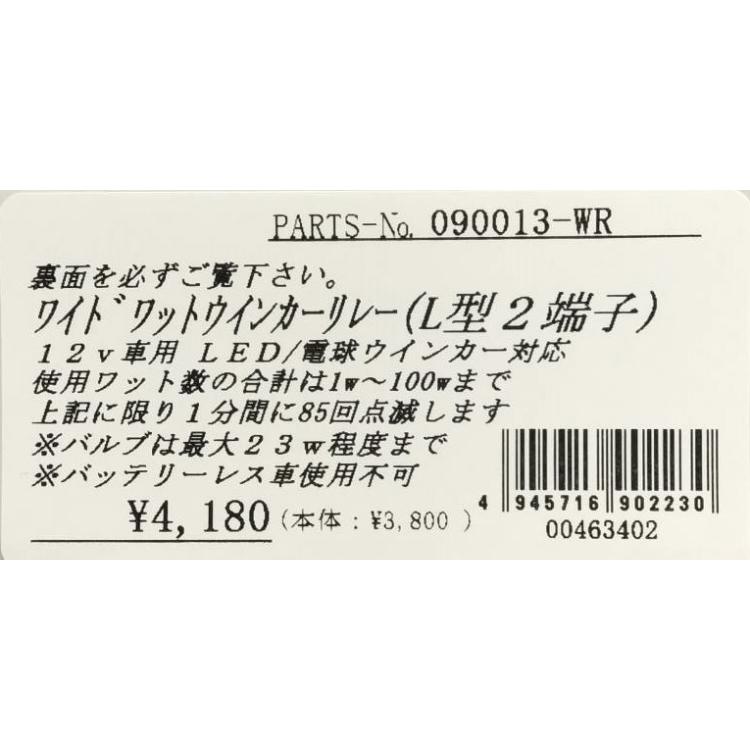 PARTS-No. 090013-WR
裏面を必ずご覧下さい。
ワイドワットウインカーリレー(L型2端子)
12v車用 LED/電球ウインカー対応
使用ワット数の合計は1w～100wまで
上記に限り1分間に85回点滅します
※バルブは最大23w程度まで
※バッテリーレス車使用不可
¥4,180(本体:¥3,800 )
4 945716 902230
00463402